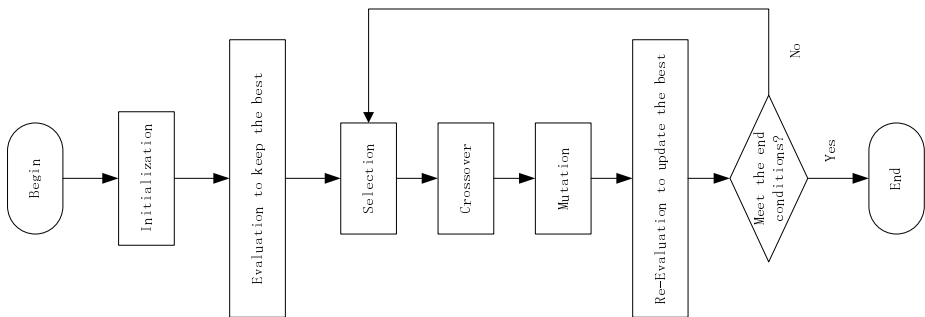 Begin
Initialization
Evaluation to keep the best
Selection
Crossover
Mutation
Re-Evaluation to update the best
Meet the end
conditions?
No
Yes
End